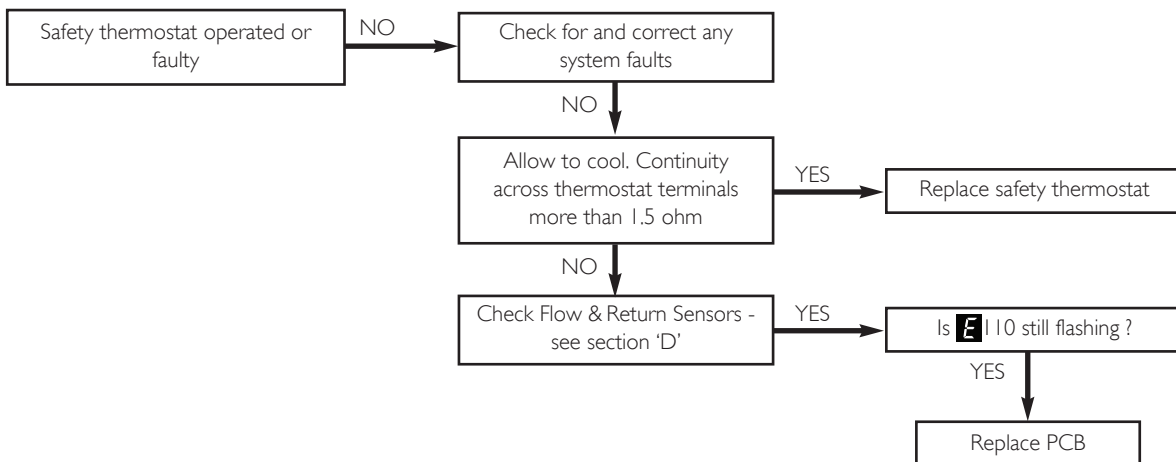 Safety thermostat operated or
faulty
NO
Check for and correct any
system faults
NO
Allow to cool. Continuity
across thermostat terminals
more than 1.5 ohm
YES
Replace safety thermostat
NO
Check Flow & Return Sensors -
see section ‘D’
YES
Is E 110 still flashing ?
YES
Replace PCB